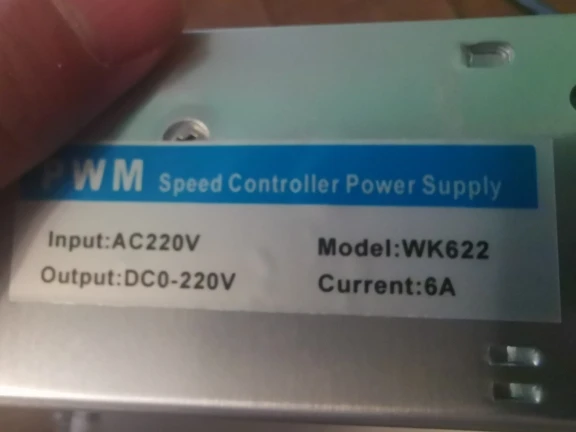 PWM Speed Controller Power Supply
Input:AC220V
Model:WK622
Output:DC0-220V
Current:6A